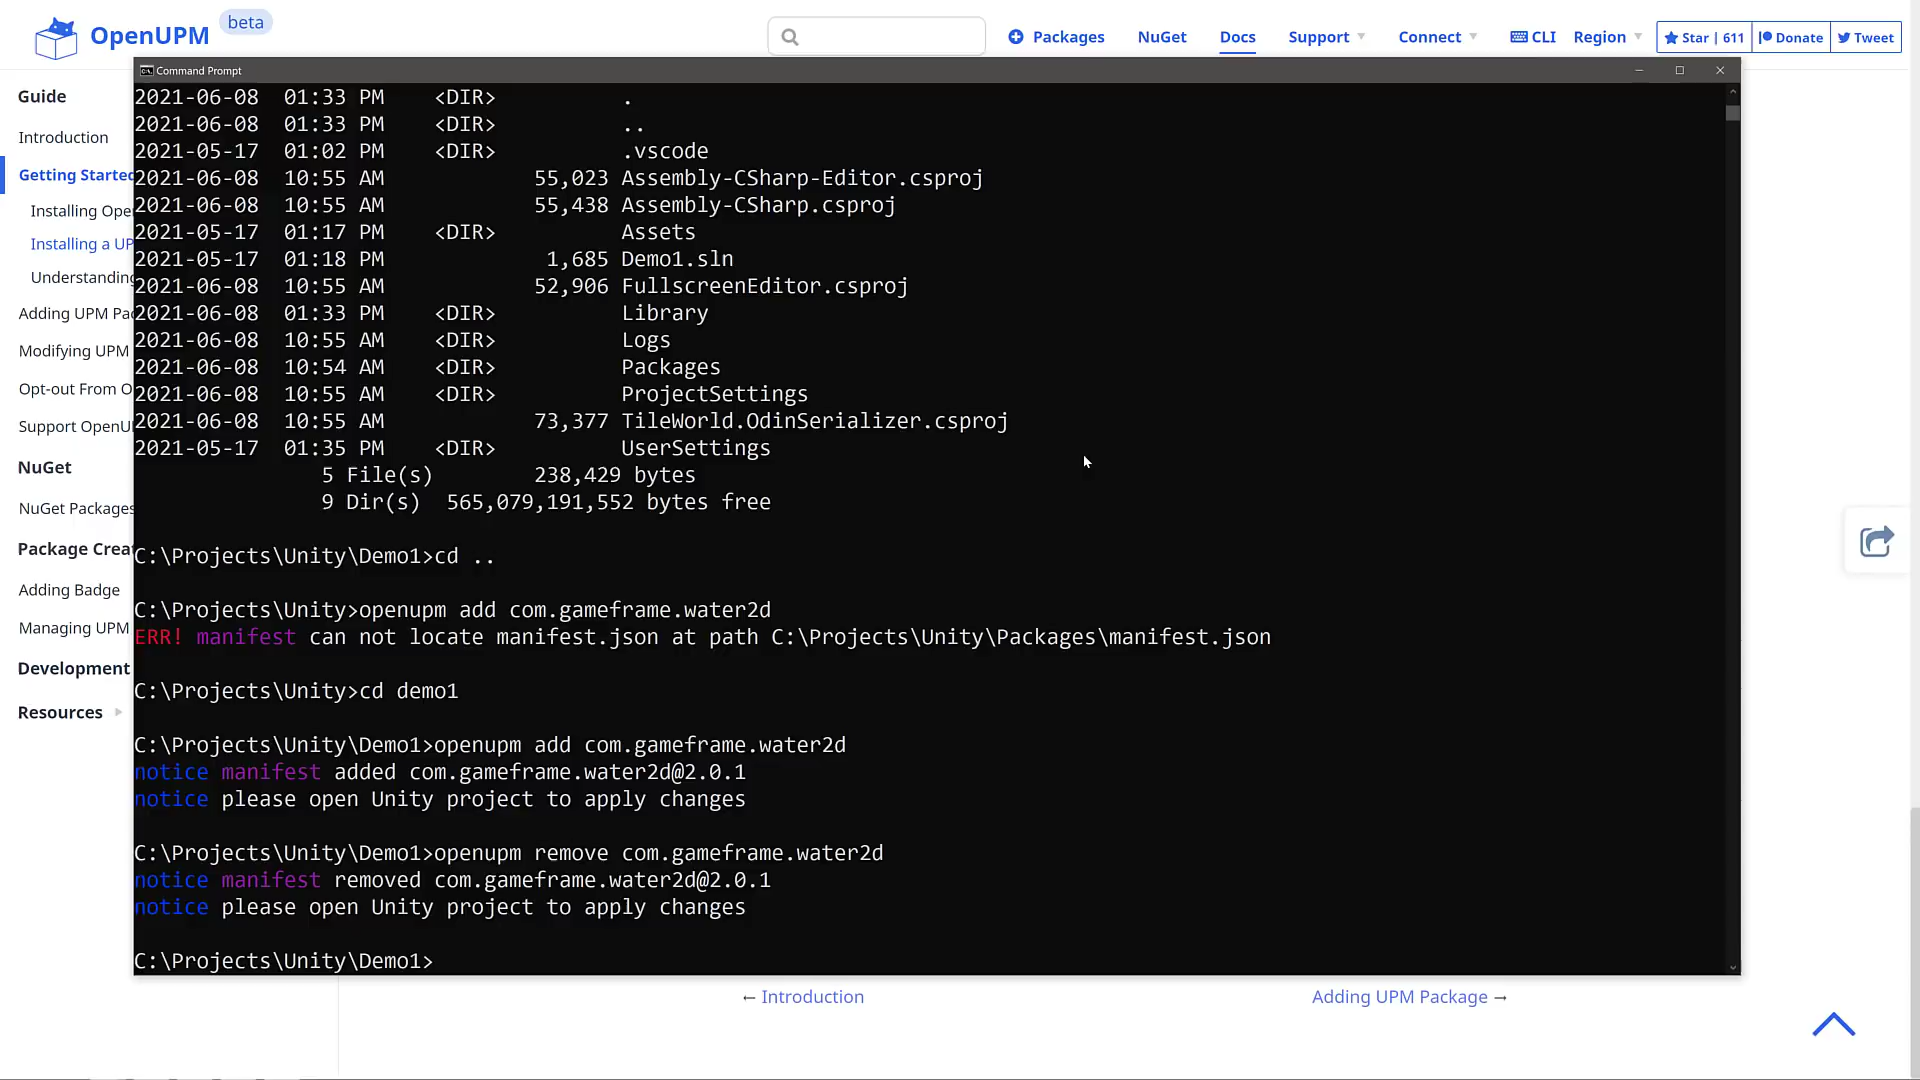 OpenUPM beta
Packages NuGet Docs Support Connect CLI Region Star | 611 Donate Tweet
Command Prompt
Guide
Introduction
Getting Started
Installing Ope
Installing a UP
Understanding
Adding UPM Pac
Modifying UPM
Opt-out From O
Support OpenU
NuGet
NuGet Packages
Package Crea
Adding Badge
Managing UPM
Development
Resources
2021-06-08  01:33 PM    <DIR>          .
2021-06-08  01:33 PM    <DIR>          ..
2021-05-17  01:02 PM    <DIR>          .vscode
2021-06-08  10:55 AM            55,023 Assembly-CSharp-Editor.csproj
2021-06-08  10:55 AM            55,438 Assembly-CSharp.csproj
2021-05-17  01:17 PM    <DIR>          Assets
2021-05-17  01:18 PM             1,685 Demo1.sln
2021-06-08  10:55 AM            52,906 FullscreenEditor.csproj
2021-06-08  01:33 PM    <DIR>          Library
2021-06-08  10:55 AM    <DIR>          Logs
2021-06-08  10:54 AM    <DIR>          Packages
2021-06-08  10:55 AM    <DIR>          ProjectSettings
2021-06-08  10:55 AM            73,377 TileWorld.OdinSerializer.csproj
2021-05-17  01:35 PM    <DIR>          UserSettings
5 File(s)        238,429 bytes
9 Dir(s)  565,079,191,552 bytes free
C:\Projects\Unity\Demo1>cd ..
C:\Projects\Unity>openupm add com.gameframe.water2d
ERR! manifest can not locate manifest.json at path C:\Projects\Unity\Packages\manifest.json
C:\Projects\Unity>cd demo1
C:\Projects\Unity\Demo1>openupm add com.gameframe.water2d
notice manifest added com.gameframe.water2d@2.0.1
notice please open Unity project to apply changes
C:\Projects\Unity\Demo1>openupm remove com.gameframe.water2d
notice manifest removed com.gameframe.water2d@2.0.1
notice please open Unity project to apply changes
C:\Projects\Unity\Demo1>
← Introduction
Adding UPM Package →